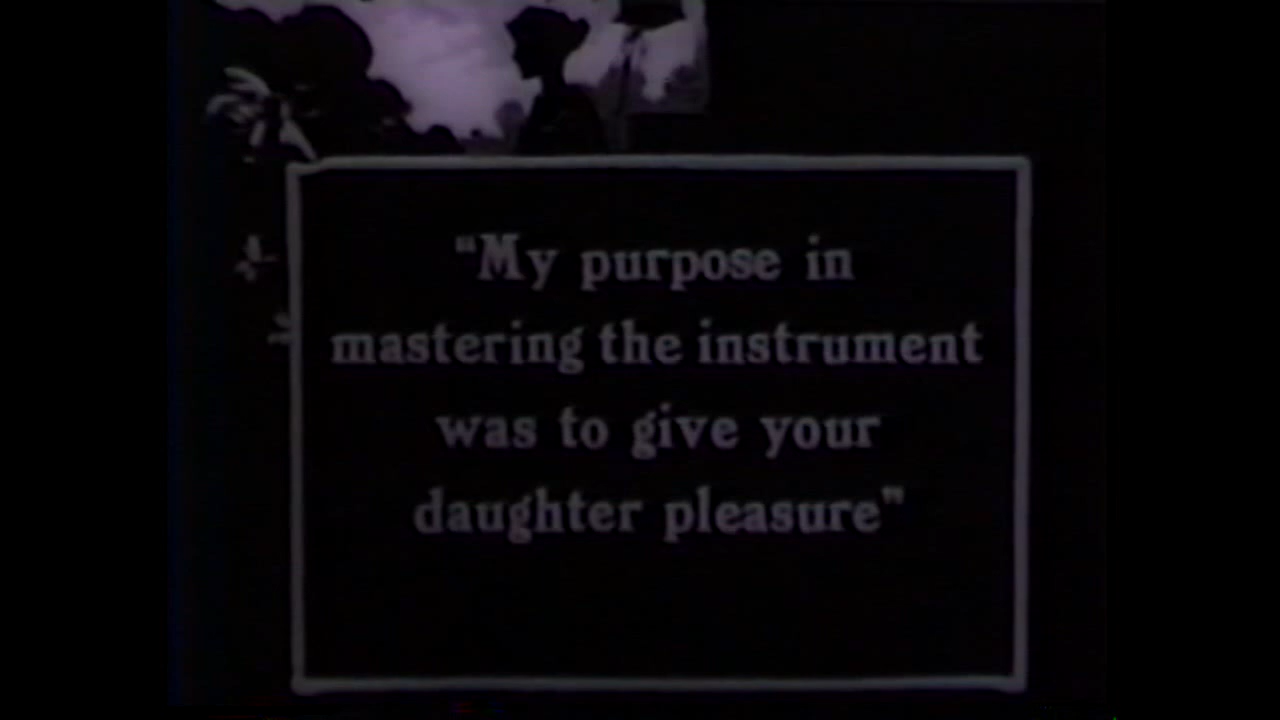 "My purpose in
mastering the instrument
was to give your
daughter pleasure"